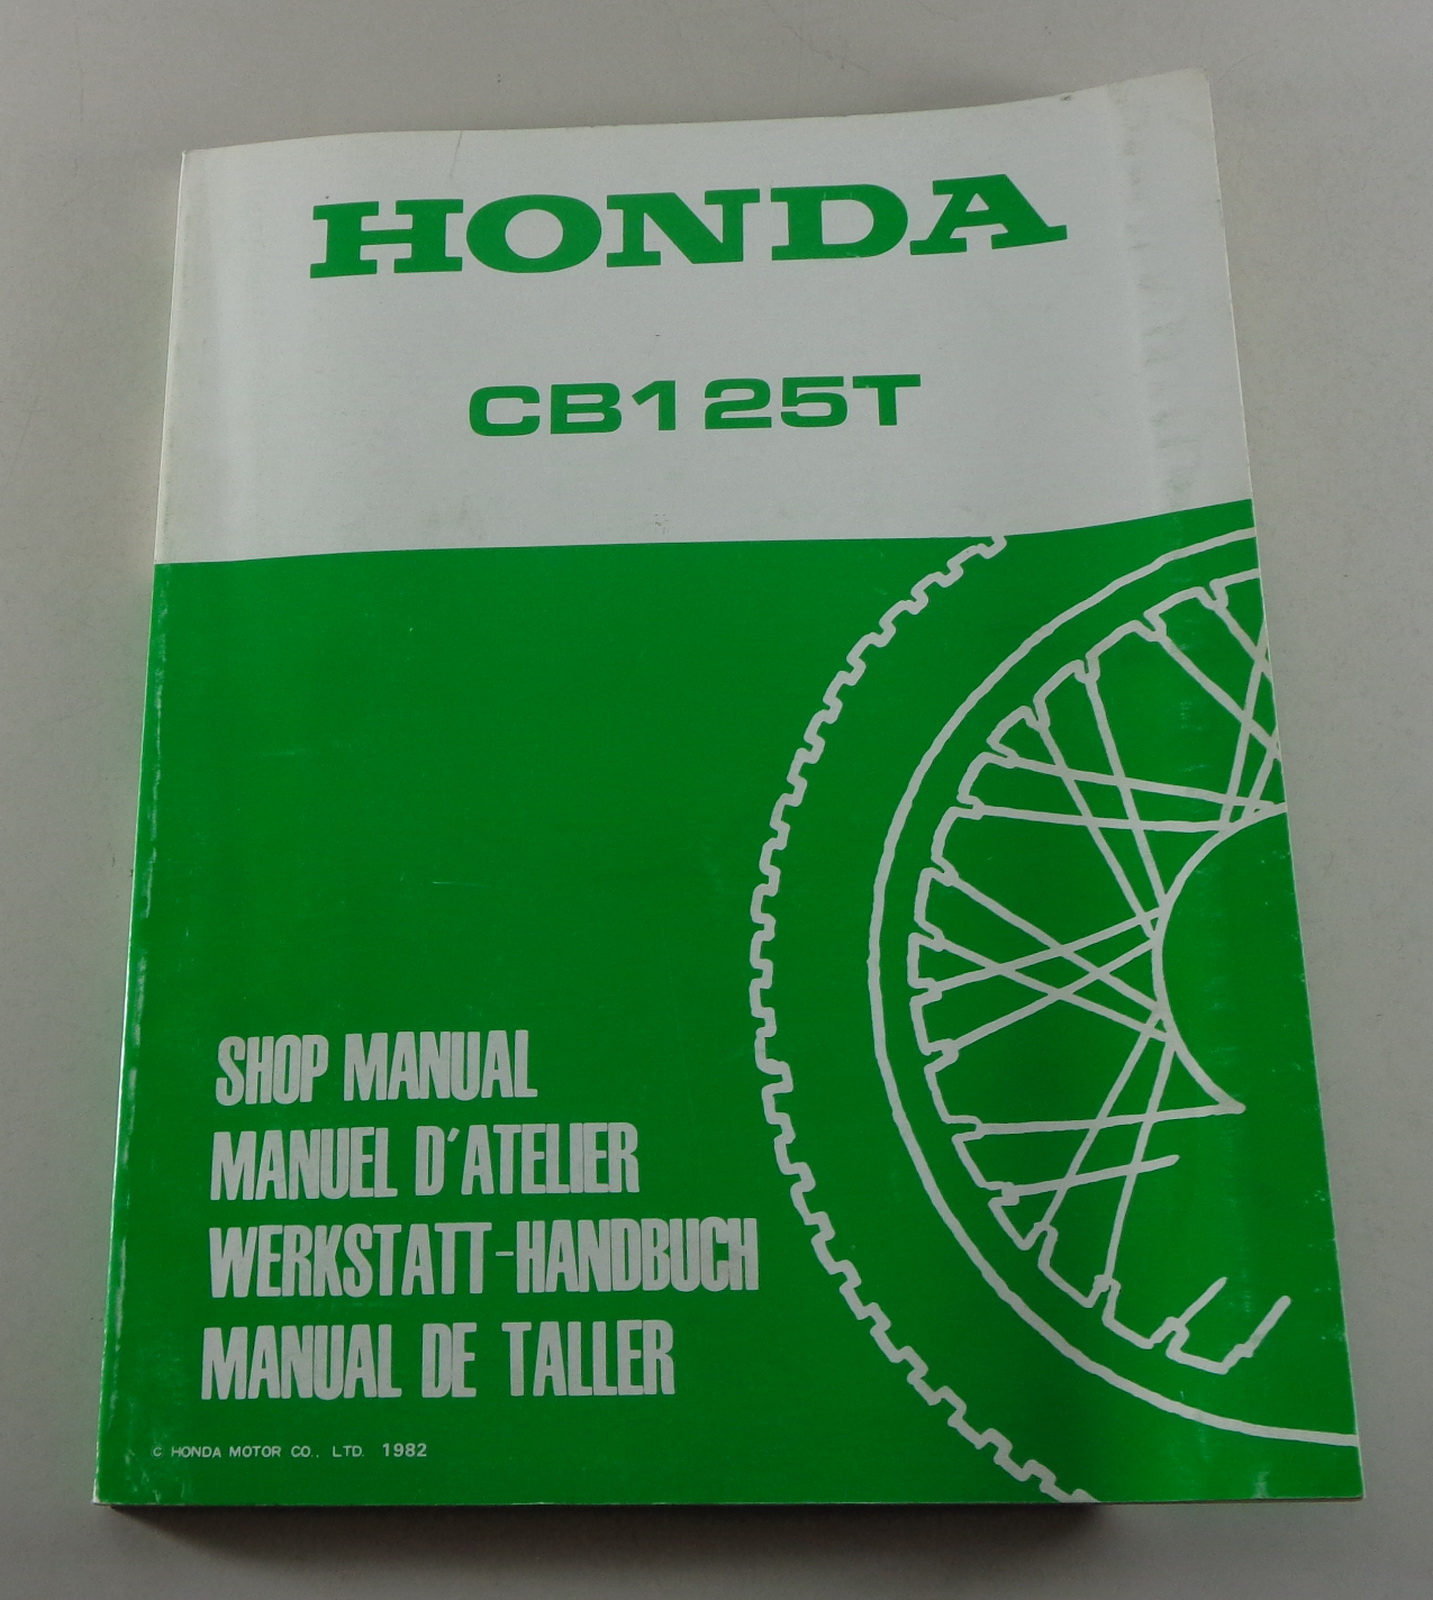 HONDA
CB125T
SHOP MANUAL
MANUEL D'ATELIER
WERKSTATT-HANDBUCH
MANUAL DE TALLER
C HONDA MOTOR CO., LTD. 1982